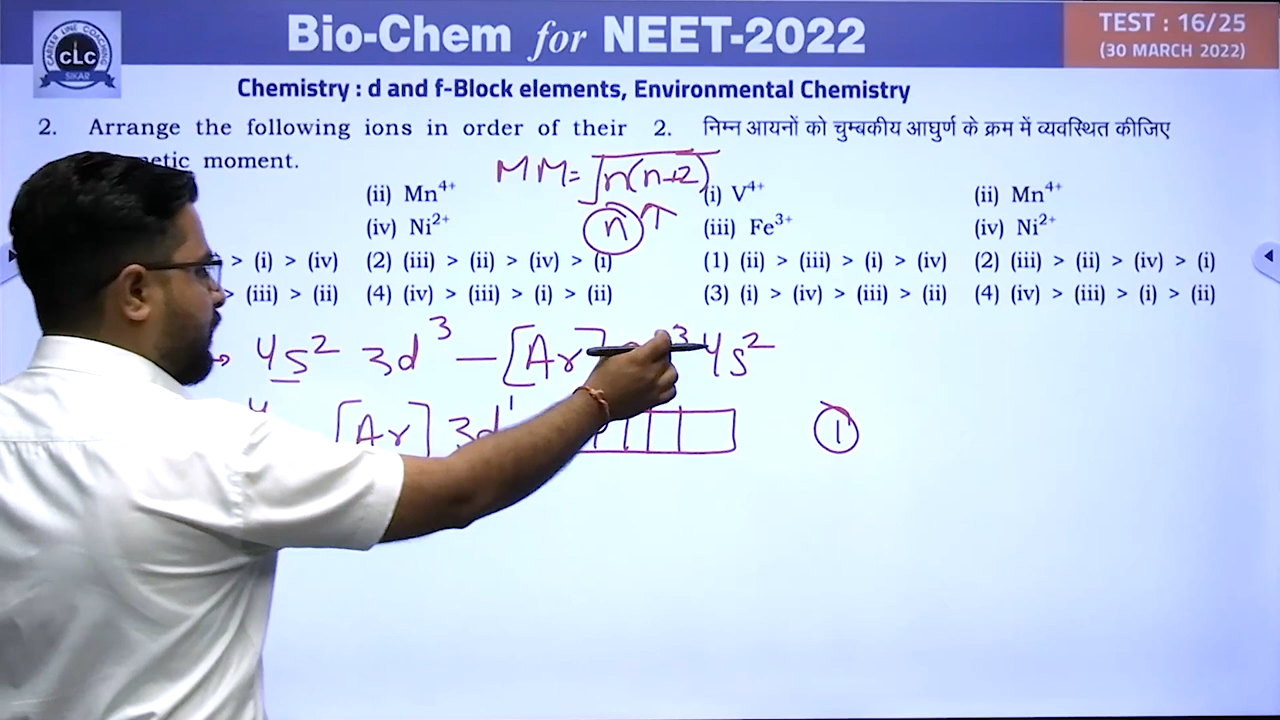 Bio-Chem for NEET-2022
TEST : 16/25
(30 MARCH 2022)
CAREER LINE COACHING
CLC
SIKAR
Chemistry : d and f-Block elements, Environmental Chemistry
2. Arrange the following ions in order of their
etic moment.
(ii) Mn⁴⁺
(iv) Ni²⁺
> (i) > (iv) (2) (iii) > (ii) > (iv) > (i)
> (iii) > (ii) (4) (iv) > (iii) > (i) > (ii)
2. निम्न आयनों को चुम्बकीय आघुर्ण के क्रम में व्यवस्थित कीजिए
(i) V⁴⁺ (ii) Mn⁴⁺
(iii) Fe³⁺ (iv) Ni²⁺
(1) (ii) > (iii) > (i) > (iv) (2) (iii) > (ii) > (iv) > (i)
(3) (i) > (iv) > (iii) > (ii) (4) (iv) > (iii) > (i) > (ii)
MM = √n(n+2)
n ↑
→ 4s² 3d³ — [Ar] ³ 4s²
[Ar] 3d¹ 1